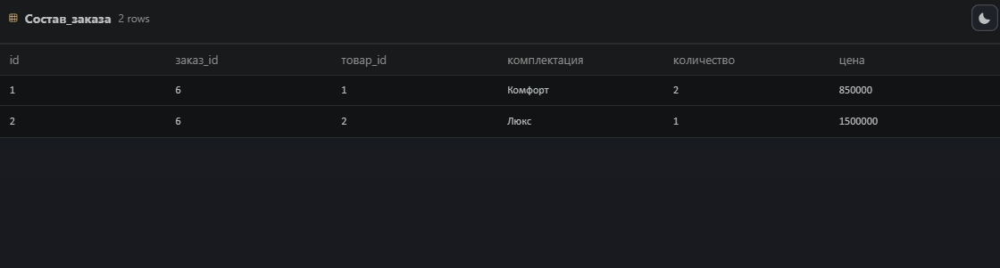 Состав_заказа 2 rows
id заказ_id товар_id комплектация количество цена
1 6 1 Комфорт 2 850000
2 6 2 Люкс 1 1500000